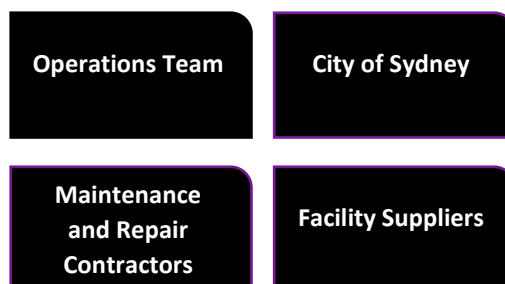 Operations Team
City of Sydney
Maintenance
and Repair
Contractors
Facility Suppliers